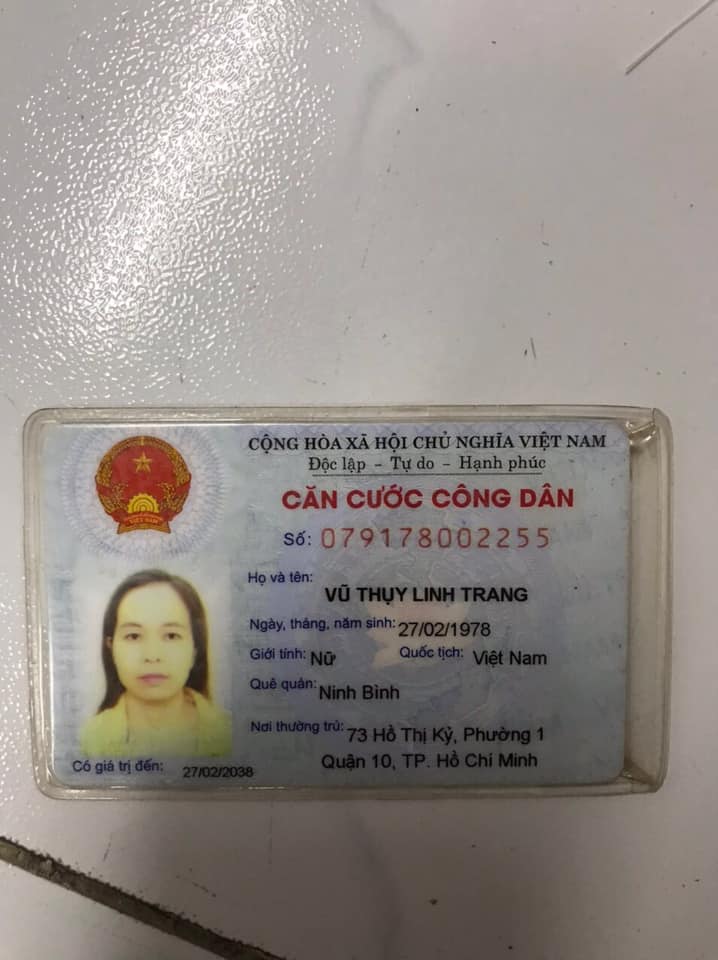 CỘNG HÒA XÃ HỘI CHỦ NGHĨA VIỆT NAM
Độc lập - Tự do - Hạnh phúc
CĂN CƯỚC CÔNG DÂN
Số: 079178002255
Họ và tên:
VŨ THỤY LINH TRANG
Ngày, tháng, năm sinh: 27/02/1978
Giới tính: Nữ Quốc tịch: Việt Nam
Quê quán: Ninh Bình
Nơi thường trú: 73 Hồ Thị Kỷ, Phường 1
Quận 10, TP. Hồ Chí Minh
Có giá trị đến: 27/02/2038
VIỆT NAM